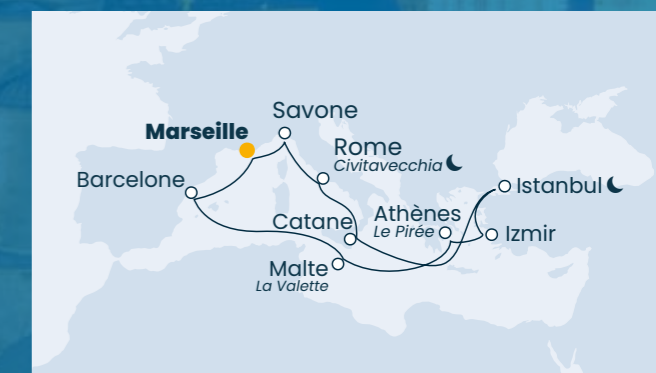 Savone
Marseille
Rome
Civitavecchia
Barcelone
Istanbul
Catane
Athènes
Le Pirée
Izmir
Malte
La Valette